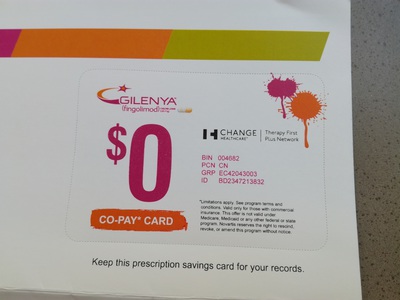 GILENYA
(fingolimod)
$0
CO-PAY* CARD
CHANGE
HEALTHCARE
Therapy First
Plus Network
BIN 004682
PCN CN
GRP EC42043003
ID BD2347213832
*Limitations apply. See program terms and
conditions. Valid only for those with commercial
insurance. This offer is not valid under
Medicare, Medicaid or any other federal or state
program. Novartis reserves the right to rescind,
revoke, or amend this program without notice.
Keep this prescription savings card for your records.